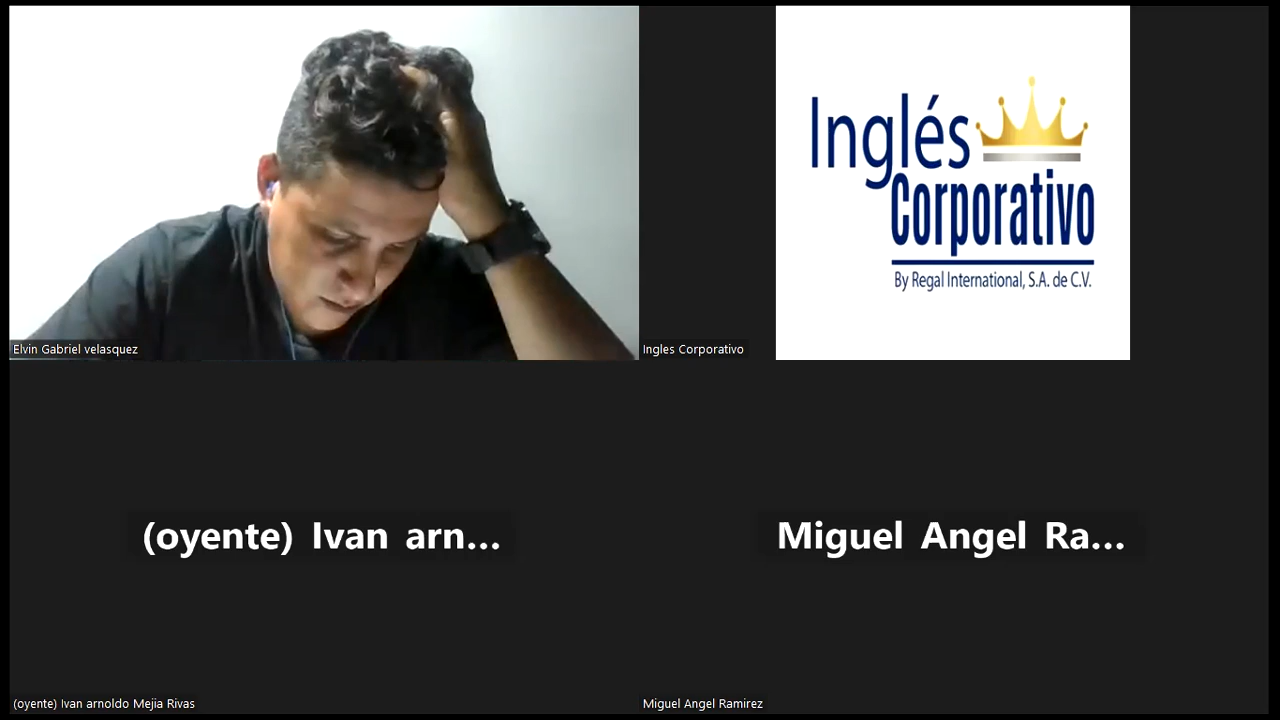 Elvin Gabriel velasquez
Inglés
Corporativo
By Regal International, S.A. de C.V.
Ingles Corporativo
(oyente) Ivan arn...
Miguel Angel Ra...
(oyente) Ivan arnoldo Mejia Rivas
Miguel Angel Ramirez